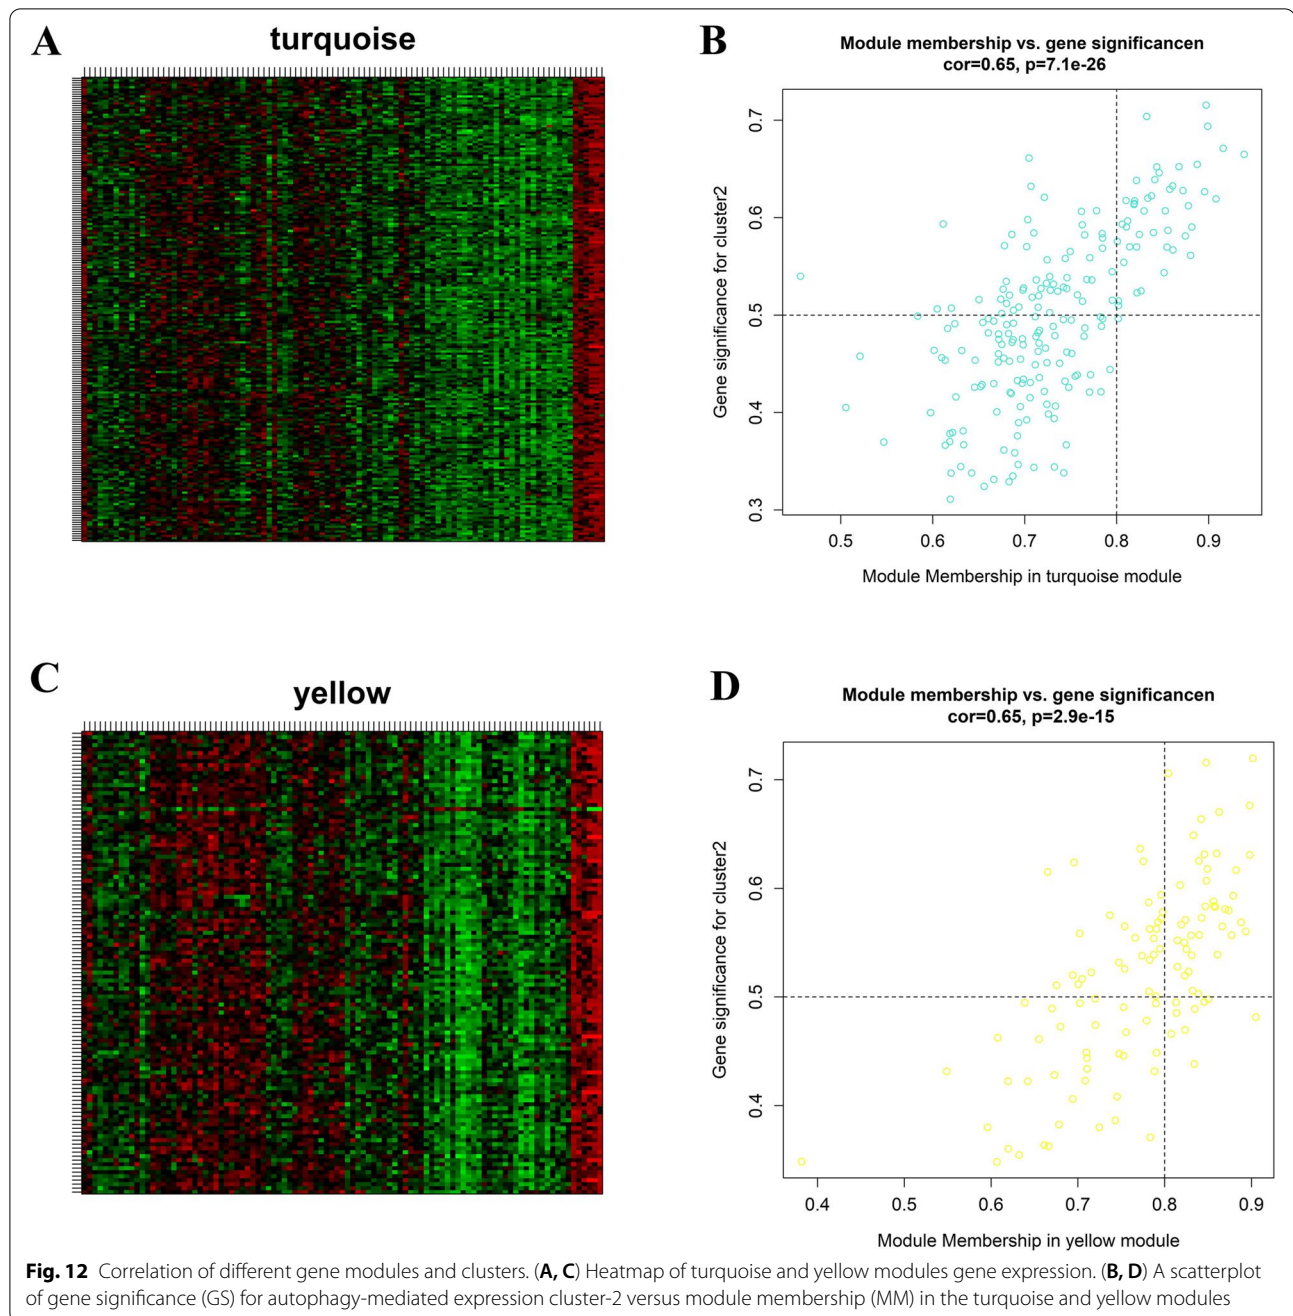 A
turquoise
B
Module membership vs. gene significancen
cor=0.65, p=7.1e-26
Gene significance for cluster2
0.7
0.6
0.5
0.4
0.3
0.5 0.6 0.7 0.8 0.9
Module Membership in turquoise module
C
yellow
D
Module membership vs. gene significancen
cor=0.65, p=2.9e-15
Gene significance for cluster2
0.7
0.6
0.5
0.4
0.4 0.5 0.6 0.7 0.8 0.9
Module Membership in yellow module
Fig. 12 Correlation of different gene modules and clusters. (A, C) Heatmap of turquoise and yellow modules gene expression. (B, D) A scatterplot
of gene significance (GS) for autophagy-mediated expression cluster-2 versus module membership (MM) in the turquoise and yellow modules